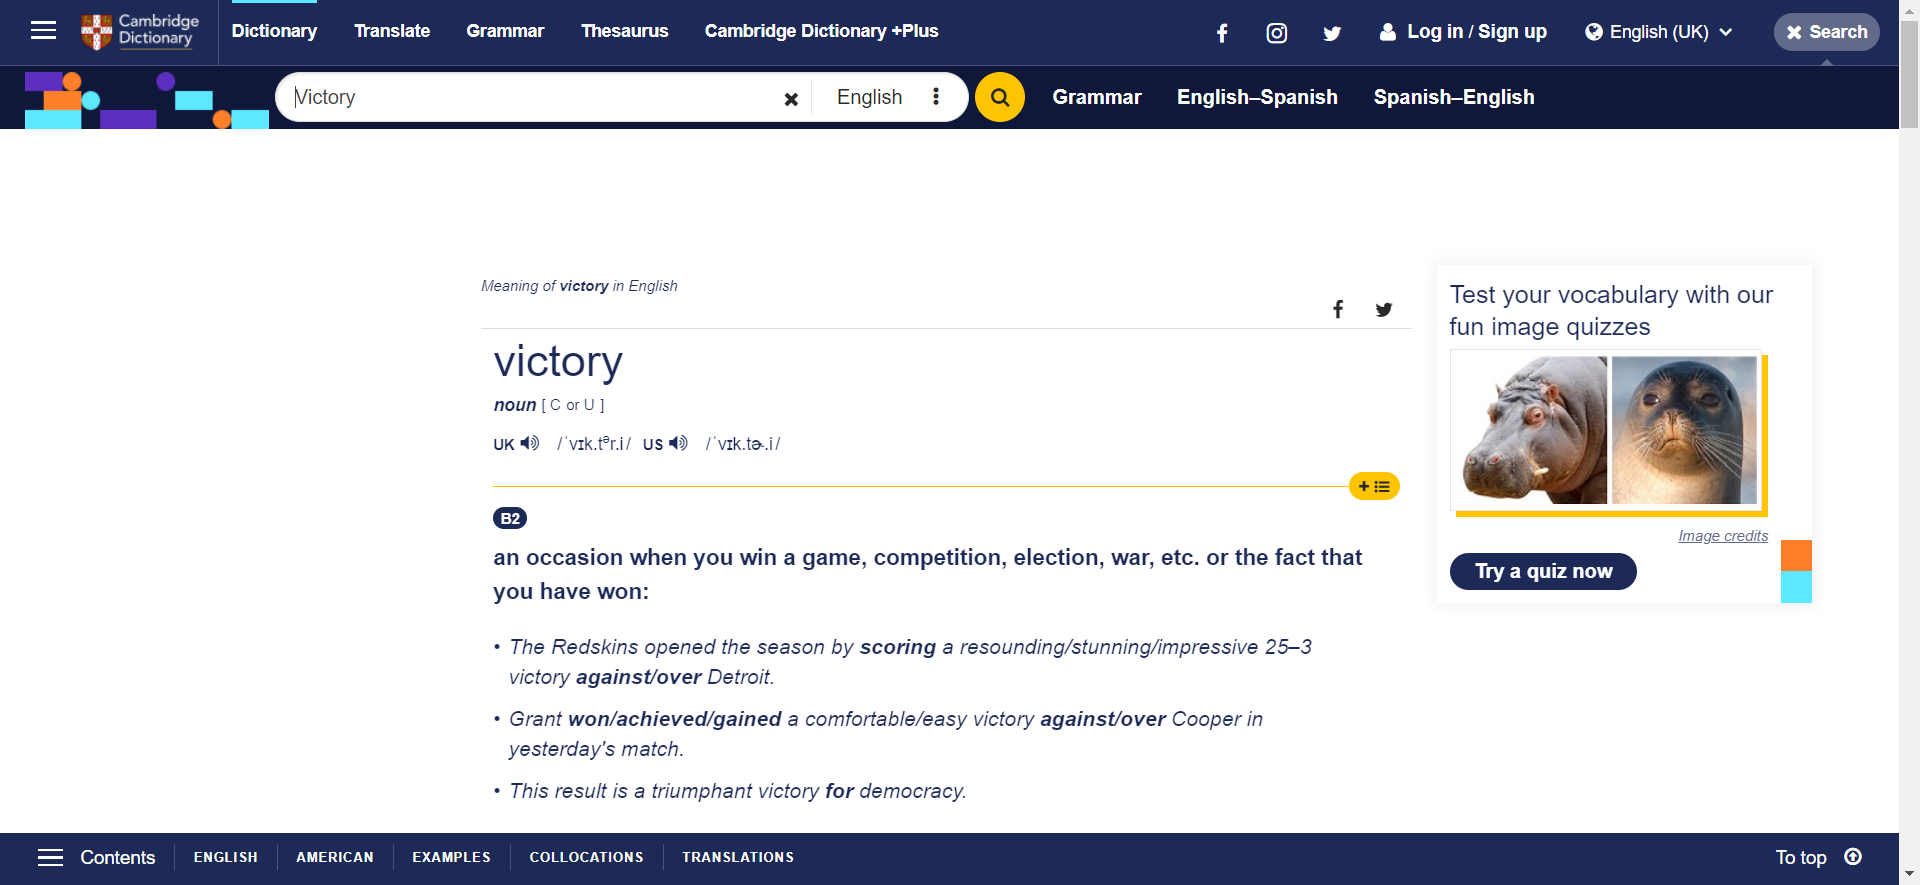 Cambridge Dictionary
Dictionary Translate Grammar Thesaurus Cambridge Dictionary +Plus Log in / Sign up English (UK) Search
Victory English Grammar English–Spanish Spanish–English
Meaning of victory in English
victory
noun [ C or U ]
UK /ˈvɪk.tᵊr.i/ US /ˈvɪk.tɚ.i/
B2
an occasion when you win a game, competition, election, war, etc. or the fact that
you have won:
• The Redskins opened the season by scoring a resounding/stunning/impressive 25–3
victory against/over Detroit.
• Grant won/achieved/gained a comfortable/easy victory against/over Cooper in
yesterday's match.
• This result is a triumphant victory for democracy.
Test your vocabulary with our
fun image quizzes
Image credits
Try a quiz now
Contents ENGLISH AMERICAN EXAMPLES COLLOCATIONS TRANSLATIONS To top